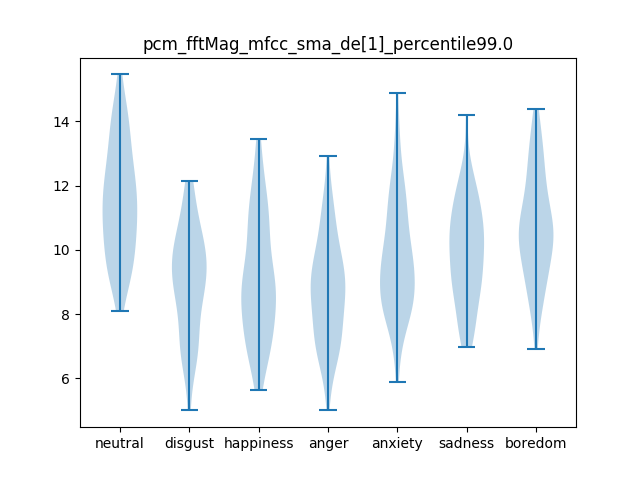 pcm_fftMag_mfcc_sma_de[1]_percentile99.0
14
12
10
8
6
neutral disgust happiness anger anxiety sadness boredom